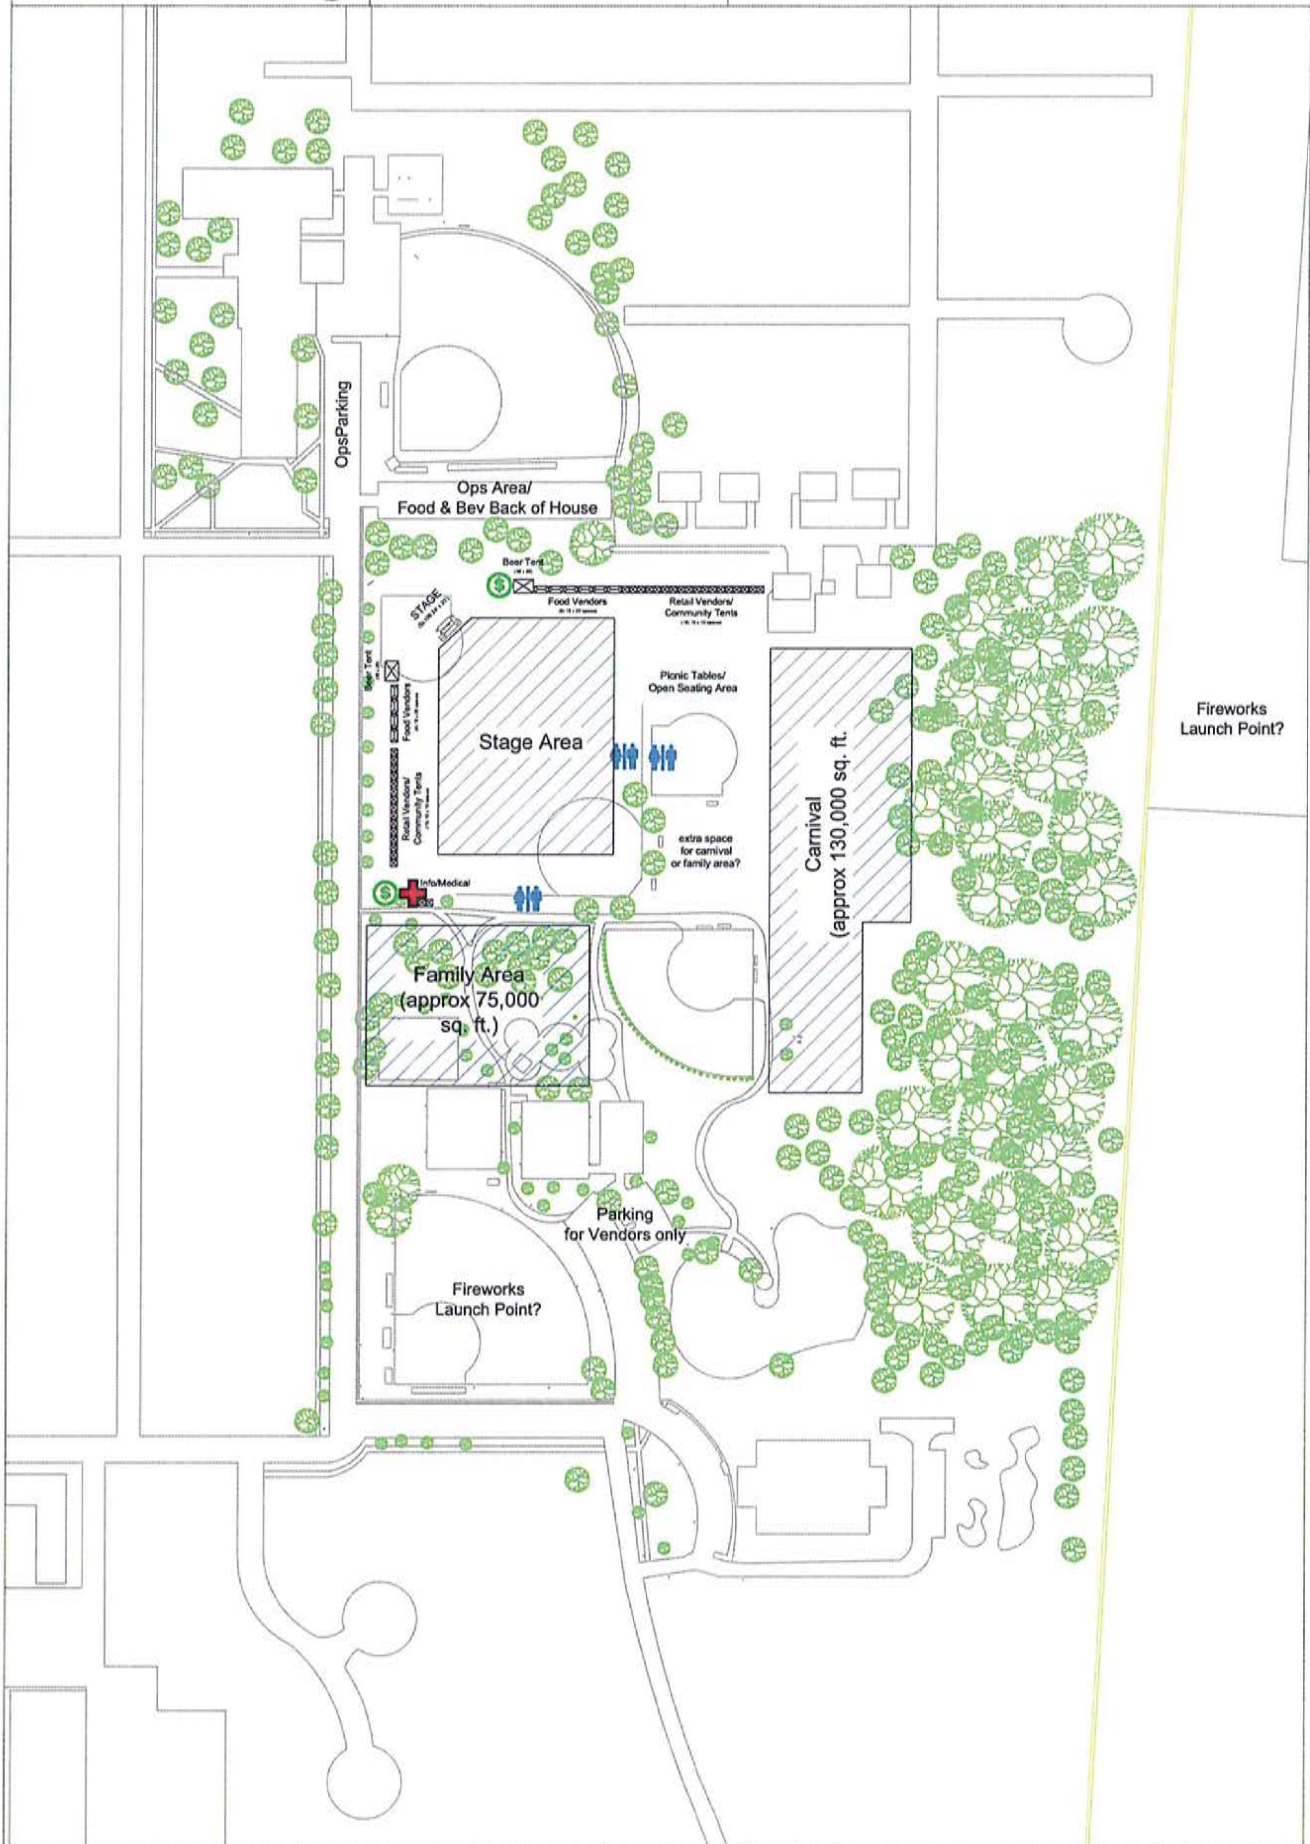 OpsParking
Ops Area/
Food & Bev Back of House
Beer Tent
$
Food Vendors
Retail Vendors/
Community Tents
STAGE
Beer Tent
Food Vendors
Retail Vendors/
Community Tents
Stage Area
Picnic Tables/
Open Seating Area
Carnival
(approx 130,000 sq. ft.)
Fireworks
Launch Point?
extra space
for carnival
or family area?
$
Info/Medical
Family Area
(approx 75,000
sq. ft.)
Parking
for Vendors only
Fireworks
Launch Point?